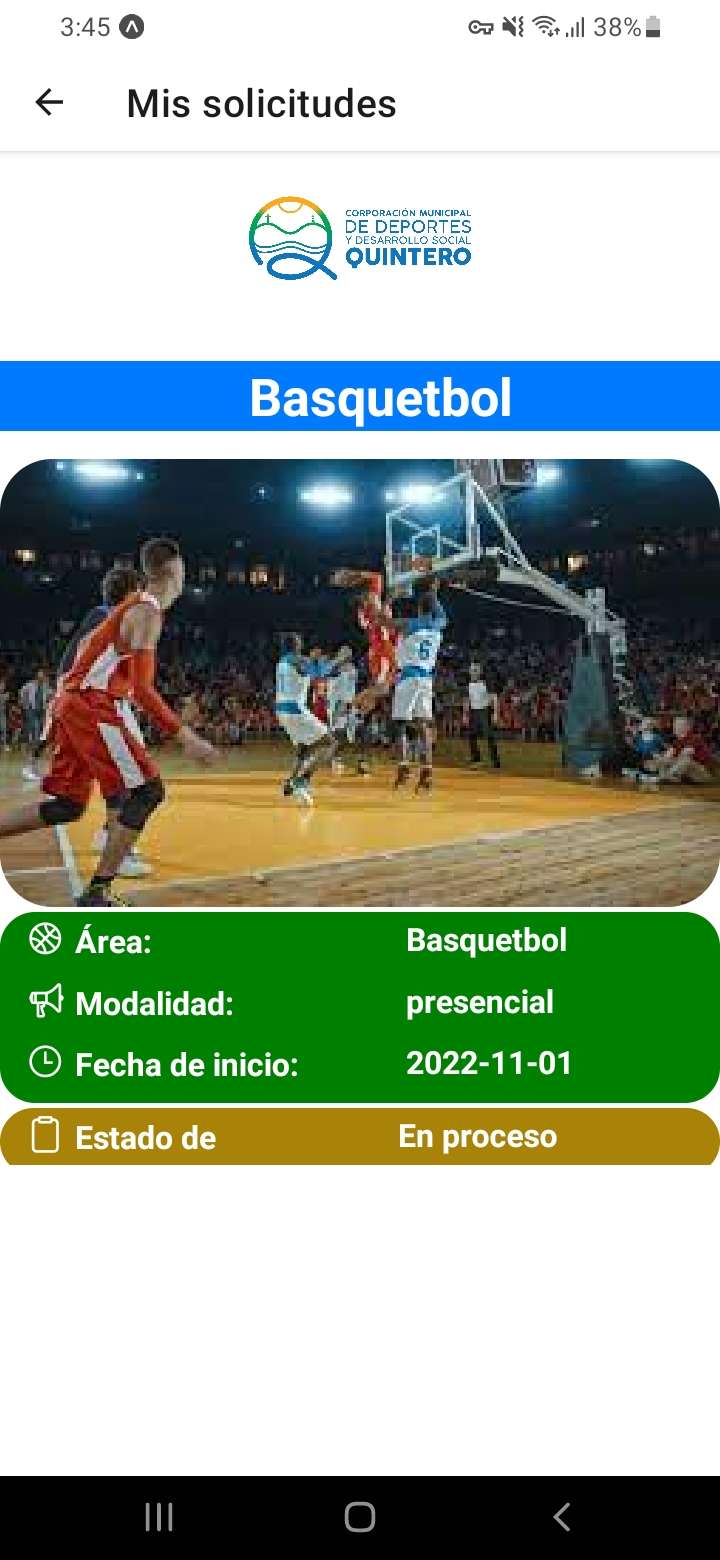 3:45
38%
Mis solicitudes
CORPORACIÓN MUNICIPAL
DE DEPORTES
Y DESARROLLO SOCIAL
QUINTERO
Basquetbol
6
Área: Basquetbol
Modalidad: presencial
Fecha de inicio: 2022-11-01
Estado de En proceso